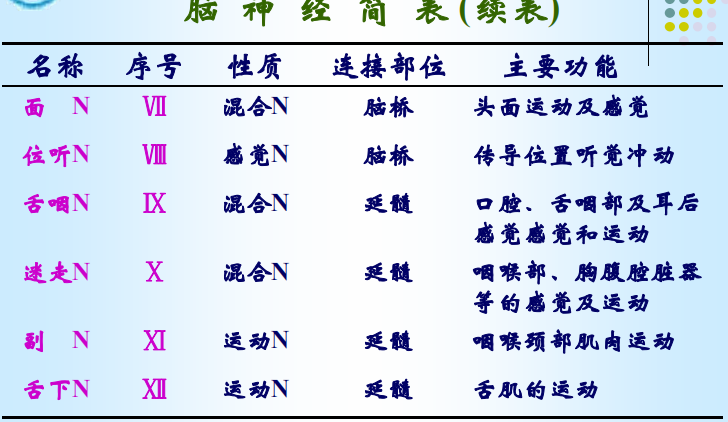 脑 神 经 简 表(续表)
名称 序号 性质 连接部位 主要功能
面 N Ⅶ 混合N 脑桥 头面运动及感觉
位听N Ⅷ 感觉N 脑桥 传导位置听觉冲动
舌咽N Ⅸ 混合N 延髓 口腔、舌咽部及耳后
感觉感觉和运动
迷走N Ⅹ 混合N 延髓 咽喉部、胸腹腔脏器
等的感觉及运动
副 N Ⅺ 运动N 延髓 咽喉颈部肌肉运动
舌下N Ⅻ 运动N 延髓 舌肌的运动